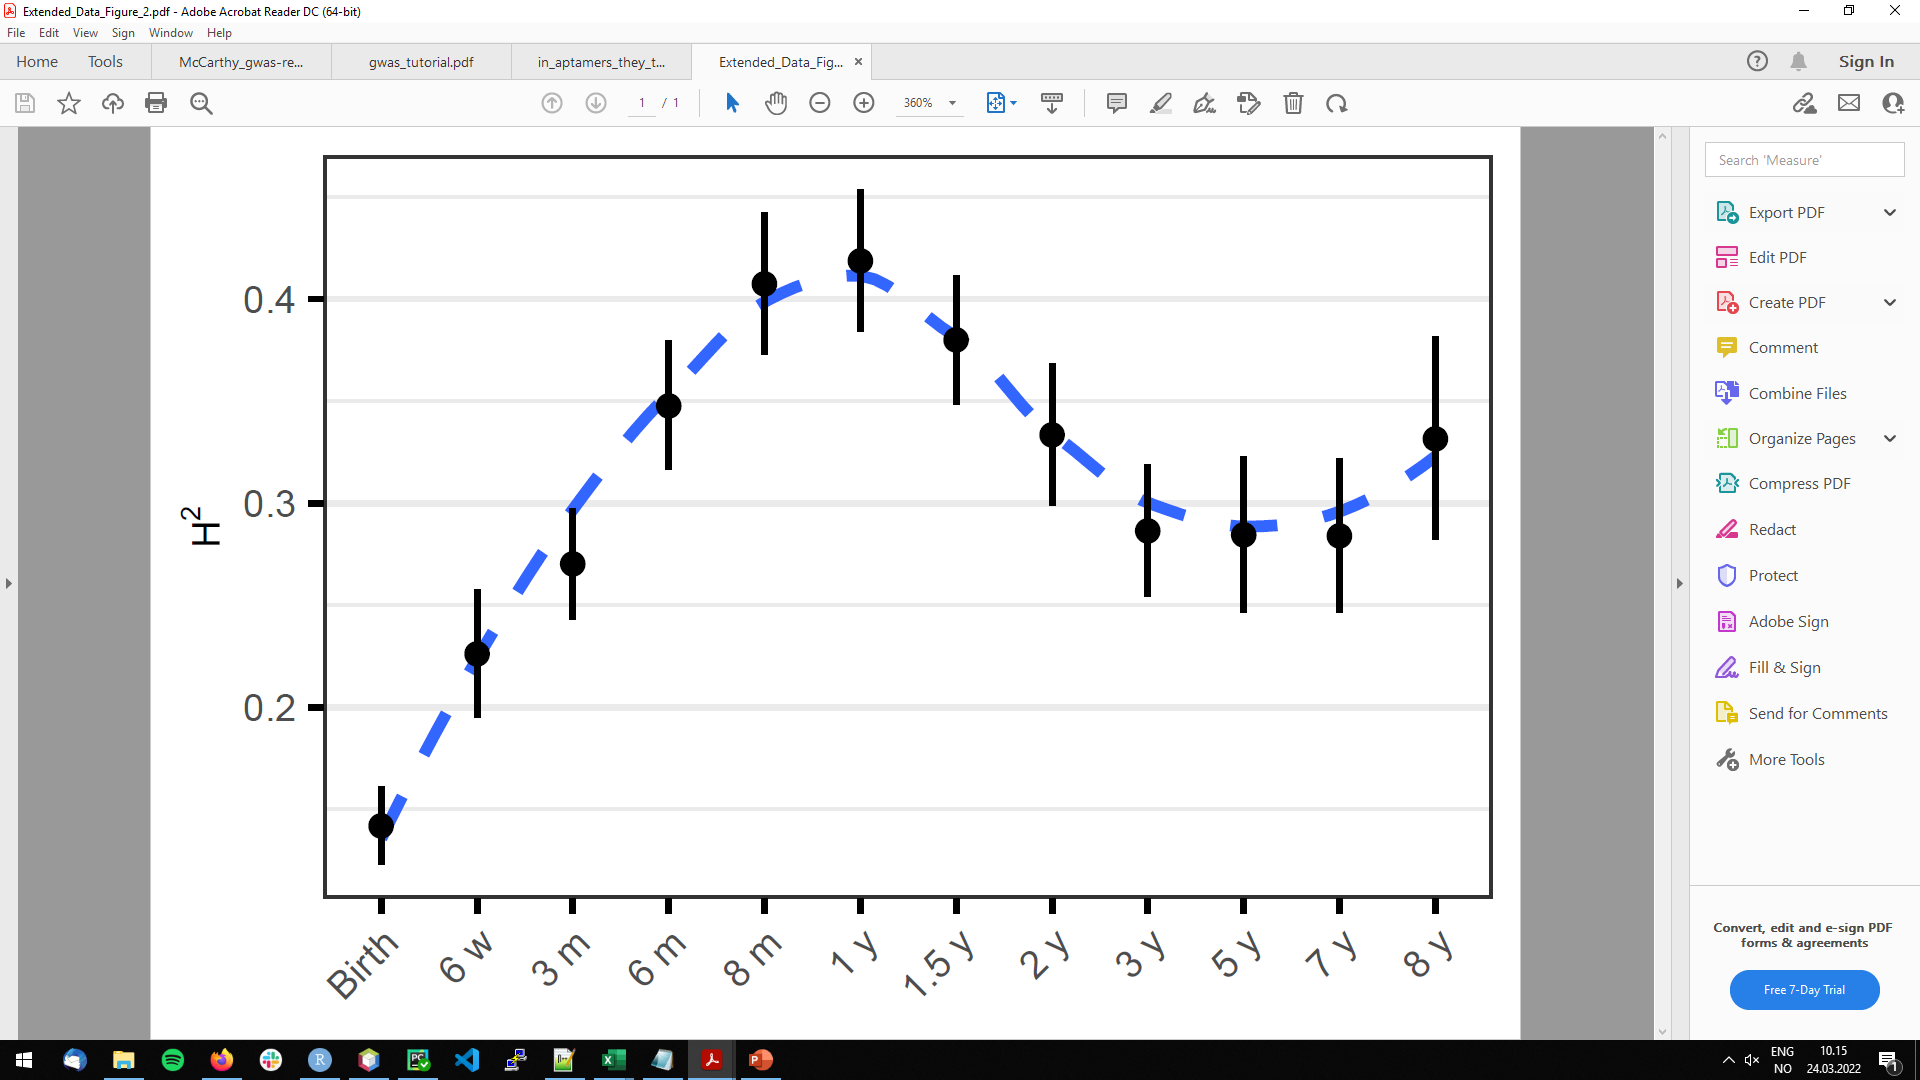 Extended_Data_Figure_2.pdf - Adobe Acrobat Reader DC (64-bit)
File Edit View Sign Window Help
Home Tools McCarthy_gwas-re... gwas_tutorial.pdf in_aptamers_they_t... Extended_Data_Fig... × Sign In
1 / 1 360%
Search 'Measure'
Export PDF
Edit PDF
Create PDF
Comment
Combine Files
Organize Pages
Compress PDF
Redact
Protect
Adobe Sign
Fill & Sign
Send for Comments
More Tools
Convert, edit and e-sign PDF
forms & agreements
Free 7-Day Trial
H²
0.4
0.3
0.2
Birth 6 w 3 m 6 m 8 m 1 y 1.5 y 2 y 3 y 5 y 7 y 8 y
ENG 10.15
NO 24.03.2022 1